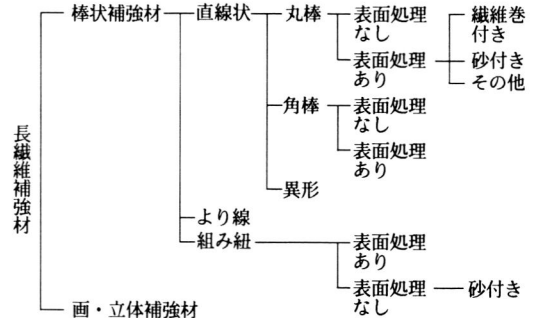 長繊維補強材
棒状補強材
直線状
丸棒
表面処理
なし
表面処理
あり
繊維巻
付き
砂付き
その他
角棒
表面処理
なし
表面処理
あり
異形
より線
組み紐
表面処理
あり
表面処理
なし
砂付き
画・立体補強材